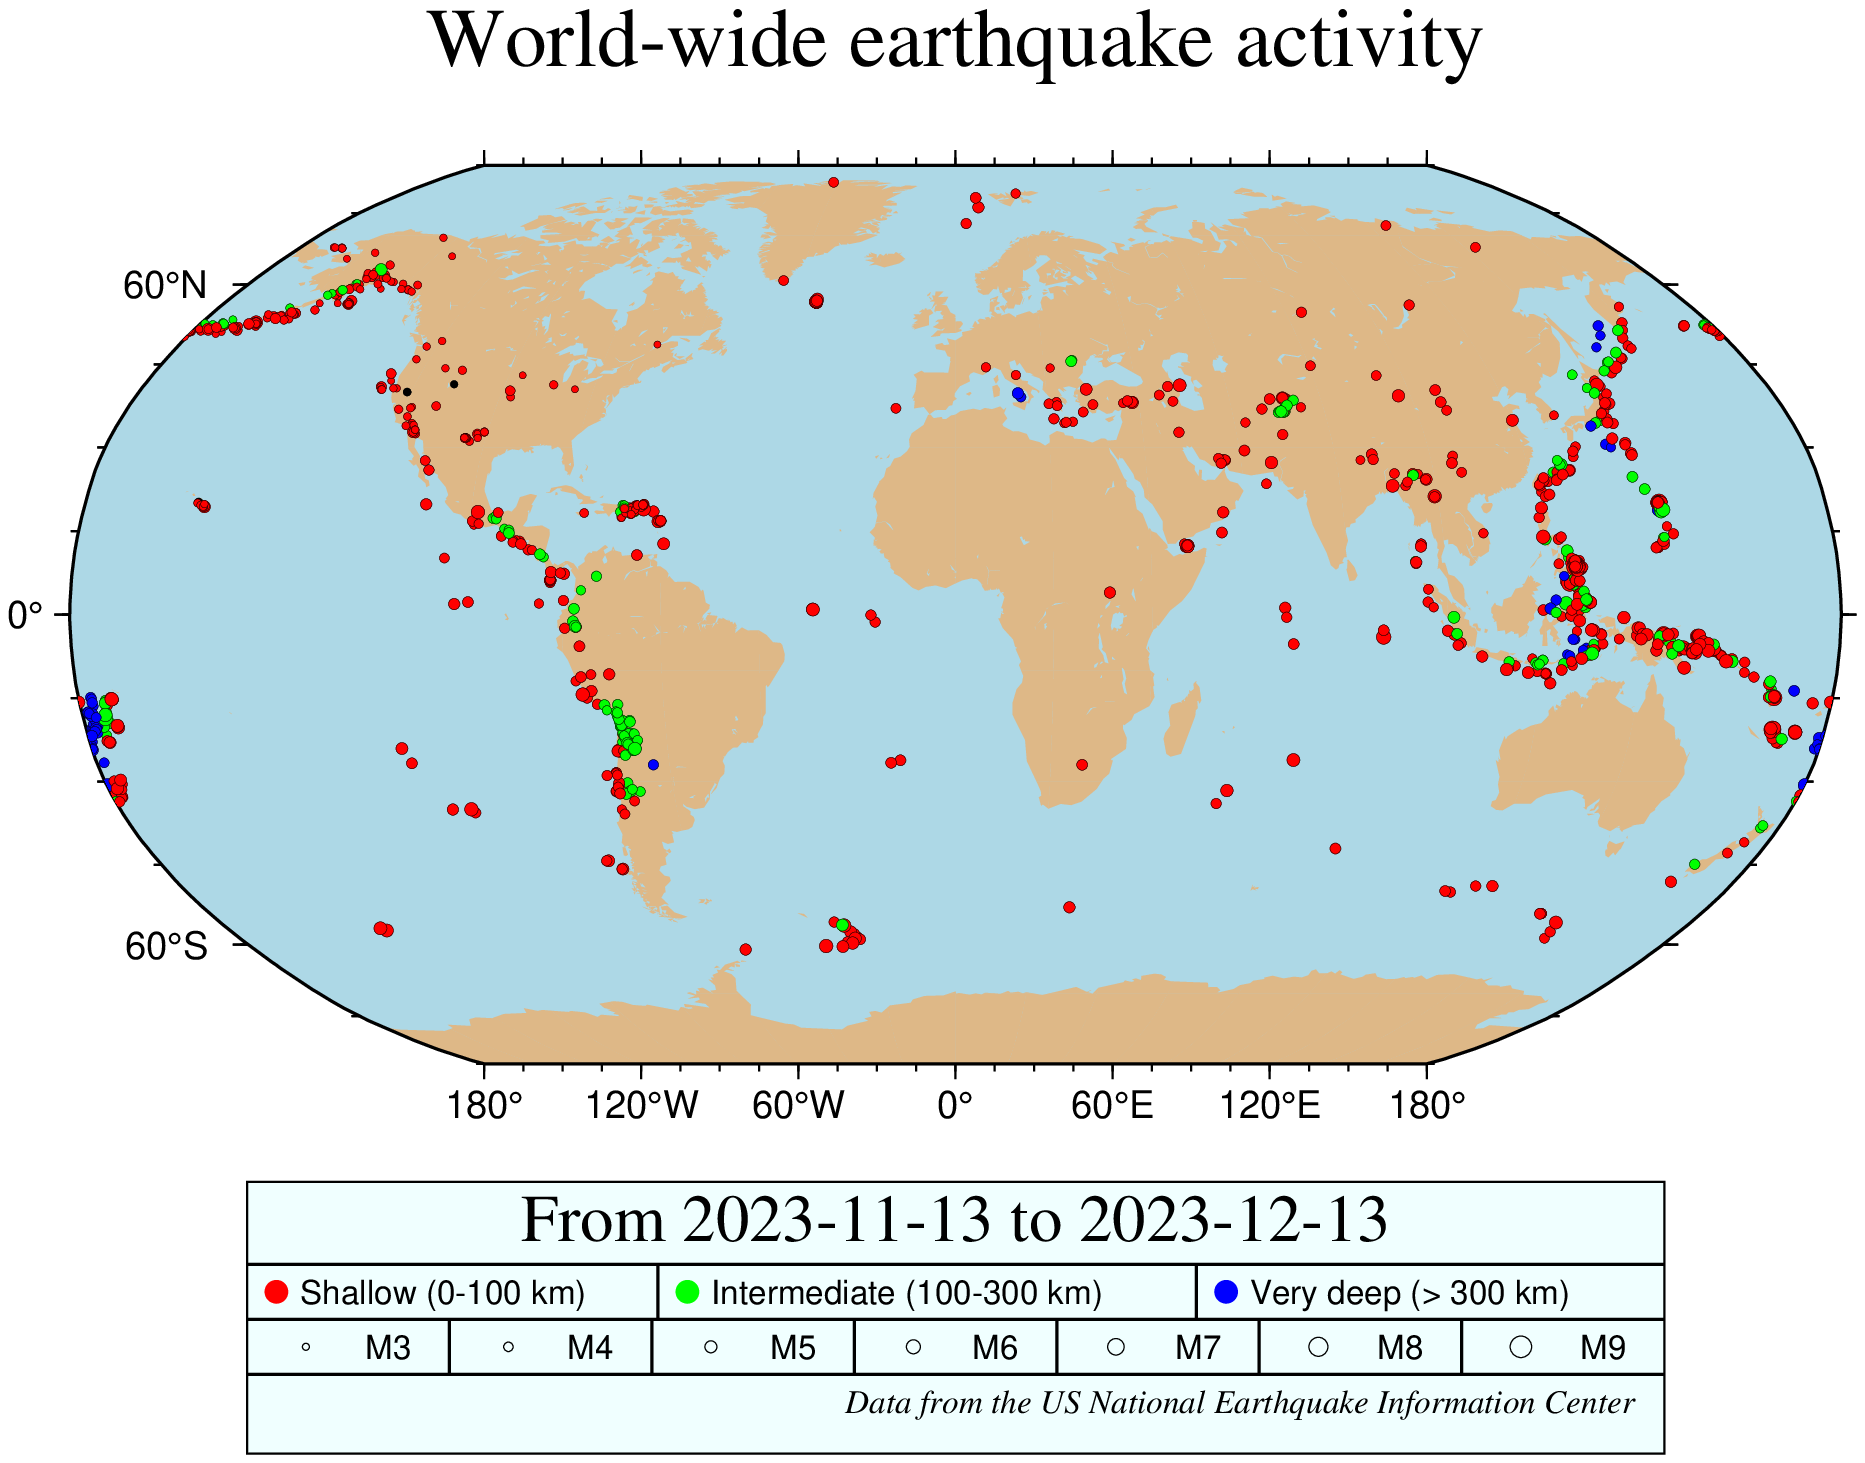 World-wide earthquake activity
60°N
0°
60°S
180° 120°W 60°W 0° 60°E 120°E 180°
From 2023-11-13 to 2023-12-13
Shallow (0-100 km) Intermediate (100-300 km) Very deep (> 300 km)
M3 M4 M5 M6 M7 M8 M9
Data from the US National Earthquake Information Center